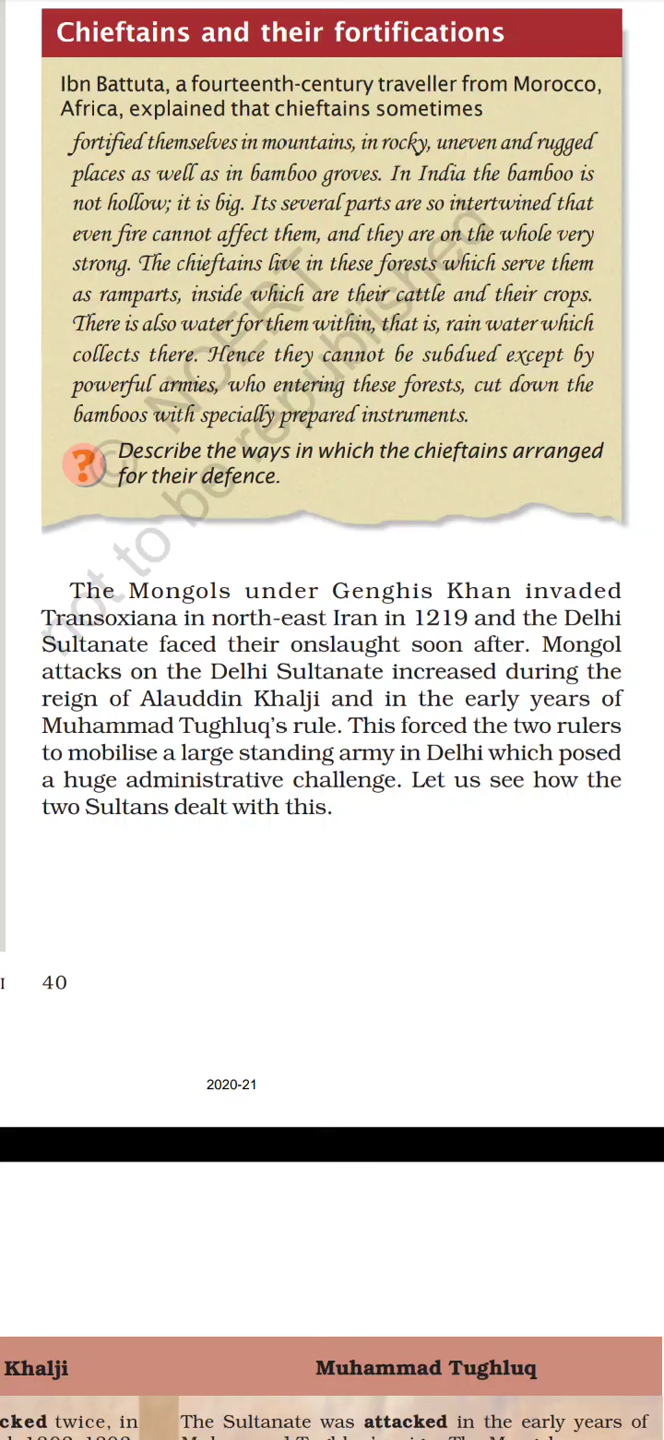 Chieftains and their fortifications
Ibn Battuta, a fourteenth-century traveller from Morocco,
Africa, explained that chieftains sometimes
fortified themselves in mountains, in rocky, uneven and rugged
places as well as in bamboo groves. In India the bamboo is
not hollow; it is big. Its several parts are so intertwined that
even fire cannot affect them, and they are on the whole very
strong. The chieftains live in these forests which serve them
as ramparts, inside which are their cattle and their crops.
There is also water for them within, that is, rain water which
collects there. Hence they cannot be subdued except by
powerful armies, who entering these forests, cut down the
bamboos with specially prepared instruments.
? Describe the ways in which the chieftains arranged
for their defence.
© NCERT
not to be republished
The Mongols under Genghis Khan invaded
Transoxiana in north-east Iran in 1219 and the Delhi
Sultanate faced their onslaught soon after. Mongol
attacks on the Delhi Sultanate increased during the
reign of Alauddin Khalji and in the early years of
Muhammad Tughluq's rule. This forced the two rulers
to mobilise a large standing army in Delhi which posed
a huge administrative challenge. Let us see how the
two Sultans dealt with this.
I 40
2020-21
Khalji Muhammad Tughluq
cked twice, in The Sultanate was attacked in the early years of